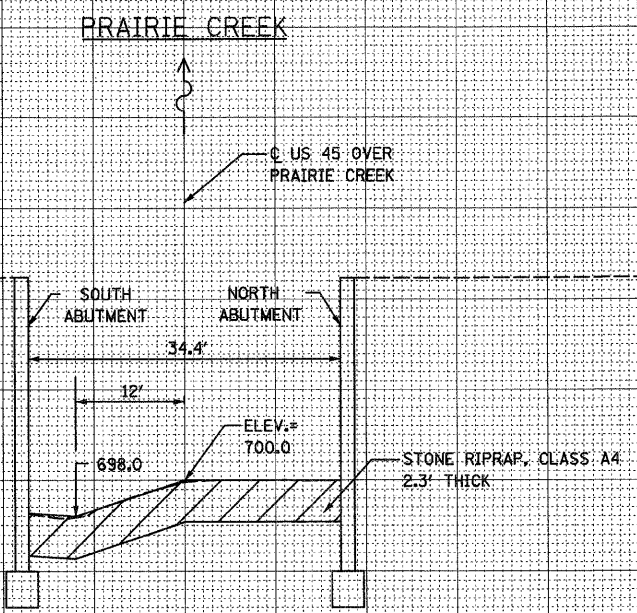 PRAIRIE CREEK
℄ US 45 OVER
PRAIRIE CREEK
SOUTH
ABUTMENT
NORTH
ABUTMENT
34.4'
12'
ELEV.=
700.0
698.0
STONE RIPRAP, CLASS A4
2.3' THICK